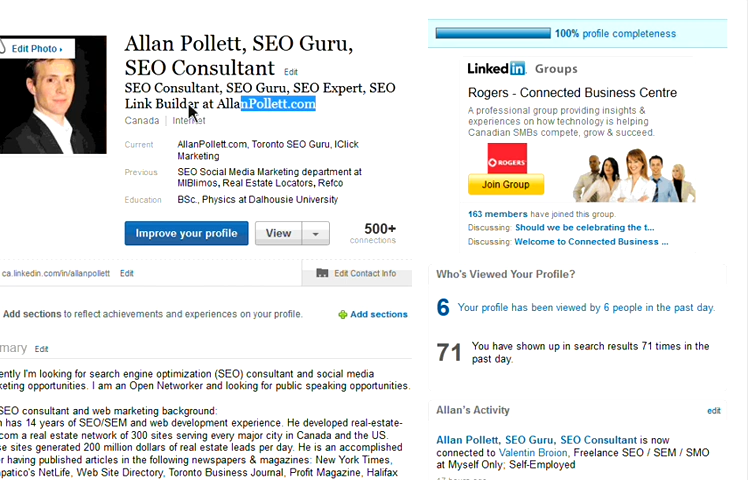 Edit Photo
Allan Pollett, SEO Guru,
SEO Consultant Edit
SEO Consultant, SEO Guru, SEO Expert, SEO
Link Builder at AllanPollett.com
Canada | Internet
Current AllanPollett.com, Toronto SEO Guru, IClick
Marketing
Previous SEO Social Media Marketing department at
MIBlimos, Real Estate Locators, Refco
Education BSc., Physics at Dalhousie University
Improve your profile View 500+
connections
ca.linkedin.com/in/allanpollett Edit Edit Contact Info
Add sections to reflect achievements and experiences on your profile. Add sections
mary Edit
ently I'm looking for search engine optimization (SEO) consultant and social media
keting opportunities. I am an Open Networker and looking for public speaking opportunities.
SEO consultant and web marketing background:
n has 14 years of SEO/SEM and web development experience. He developed real-estate-
com a real estate network of 300 sites serving every major city in Canada and the US.
se sites generated 200 million dollars of real estate leads per day. He is an accomplished
er having published articles in the following newspapers & magazines: New York Times,
apatico's NetLife, Web Site Directory, Toronto Business Journal, Profit Magazine, Halifax
100% profile completeness
Linked in Groups
Rogers - Connected Business Centre
A professional group providing insights &
experiences on how technology is helping
Canadian SMBs compete, grow & succeed.
ROGERS
Join Group
163 members have joined this group.
Discussing: Should we be celebrating the t...
Discussing: Welcome to Connected Business ...
Who's Viewed Your Profile?
6 Your profile has been viewed by 6 people in the past day.
71 You have shown up in search results 71 times in the
past day.
Allan's Activity edit
Allan Pollett, SEO Guru, SEO Consultant is now
connected to Valentin Broion, Freelance SEO / SEM / SMO
at Myself Only; Self-Employed